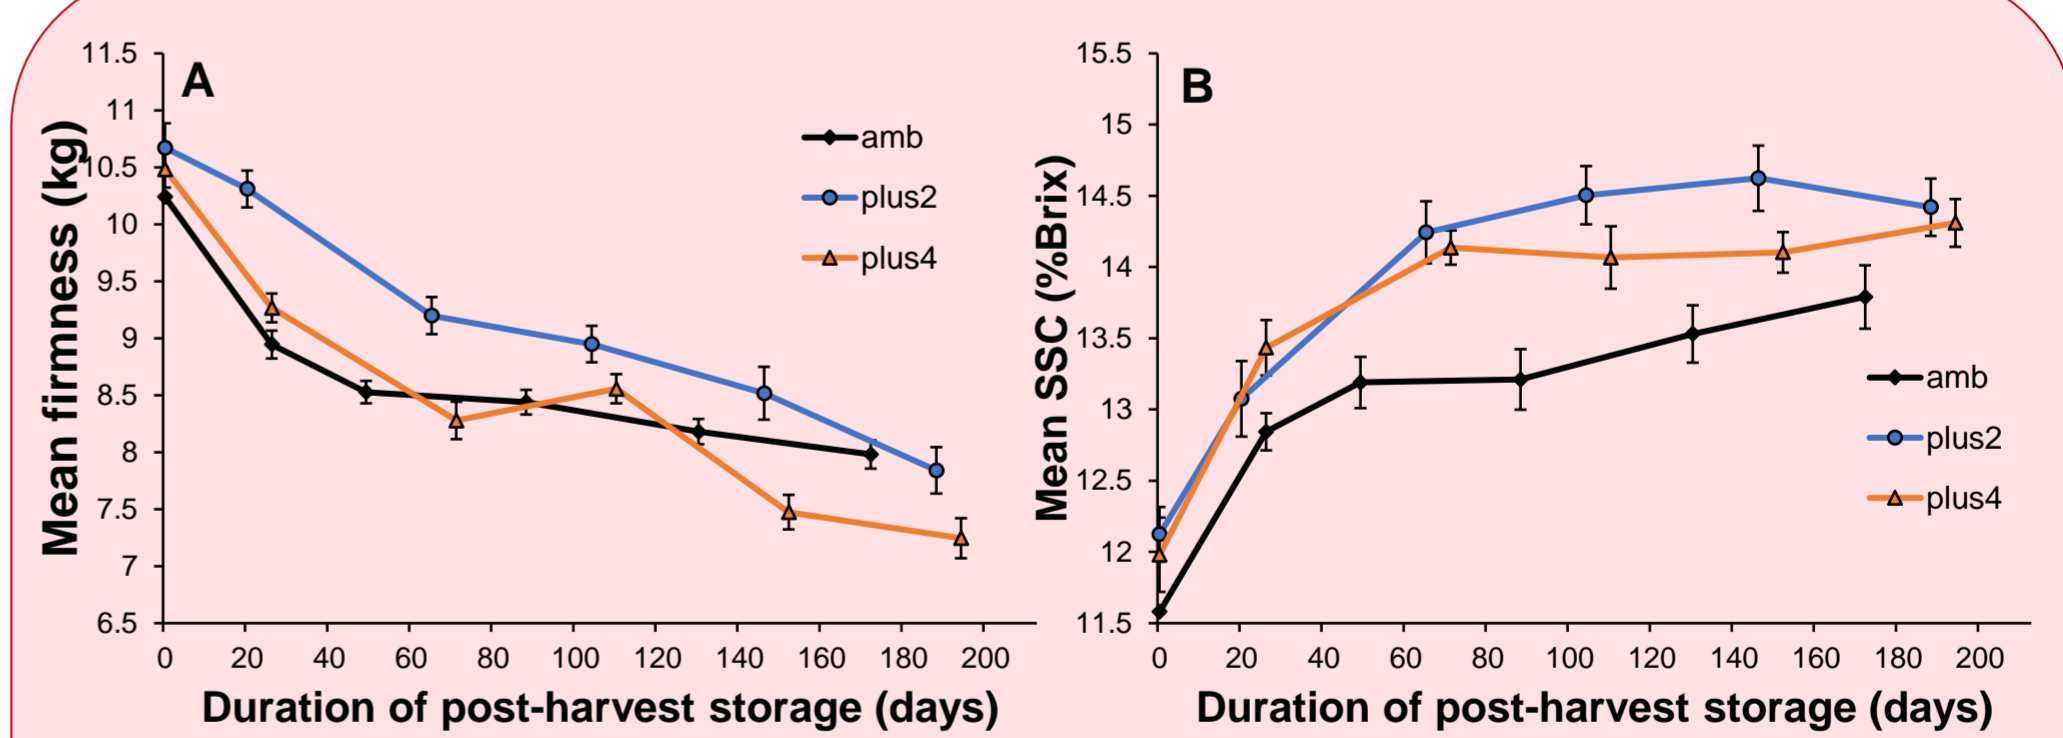 A
Mean firmness (kg)
11.5
11
10.5
10
9.5
9
8.5
8
7.5
7
6.5
amb
plus2
plus4
0 20 40 60 80 100 120 140 160 180 200
Duration of post-harvest storage (days)
B
Mean SSC (%Brix)
15.5
15
14.5
14
13.5
13
12.5
12
11.5
amb
plus2
plus4
0 20 40 60 80 100 120 140 160 180 200
Duration of post-harvest storage (days)